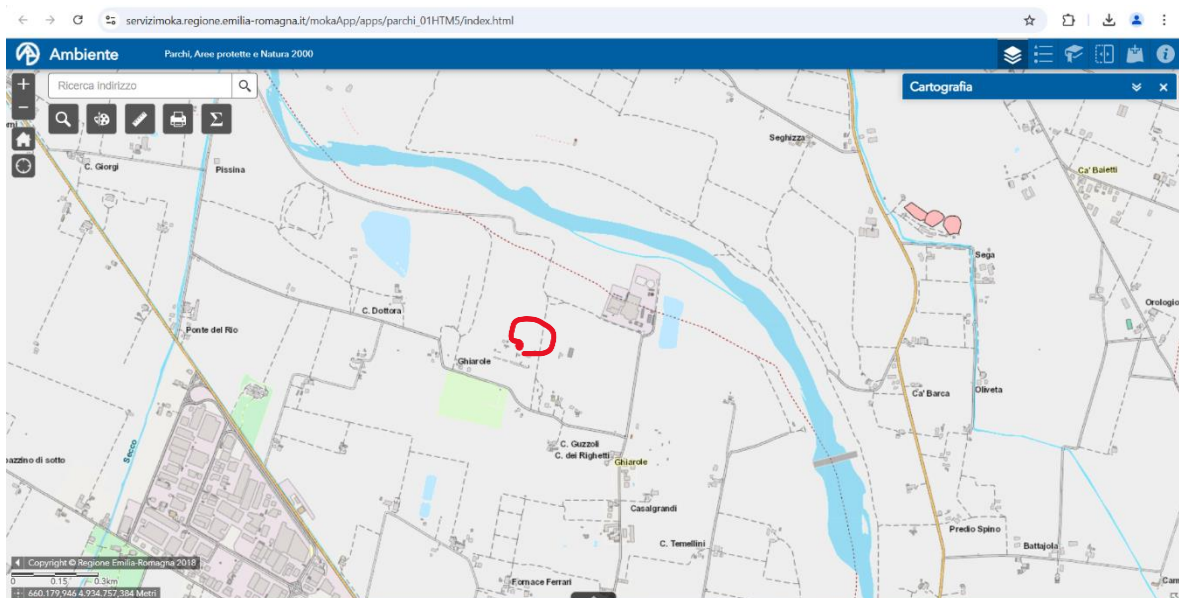 servizimoka.regione.emilia-romagna.it/mokaApp/apps/parchi_01HTM5/index.html
Ambiente
Parchi, Aree protette e Natura 2000
Ricerca indirizzo
Cartografia
Seghizza
C. Giorgi
Pissina
Ca' Baietti
Sega
Orologio
C. Dottora
Ponte del Rio
Ghiarole
Ca' Barca
Oliveta
C. Guzzoli
C. dei Righetti
Ghiarole
Secco
pazzino di sotto
Casalgrandi
C. Temellini
Predio Spino
Battajola
Fornace Ferrari
Copyright © Regione Emilia-Romagna 2018
0 0.15 0.3km
660.179,946 4.934.757,384 Metri